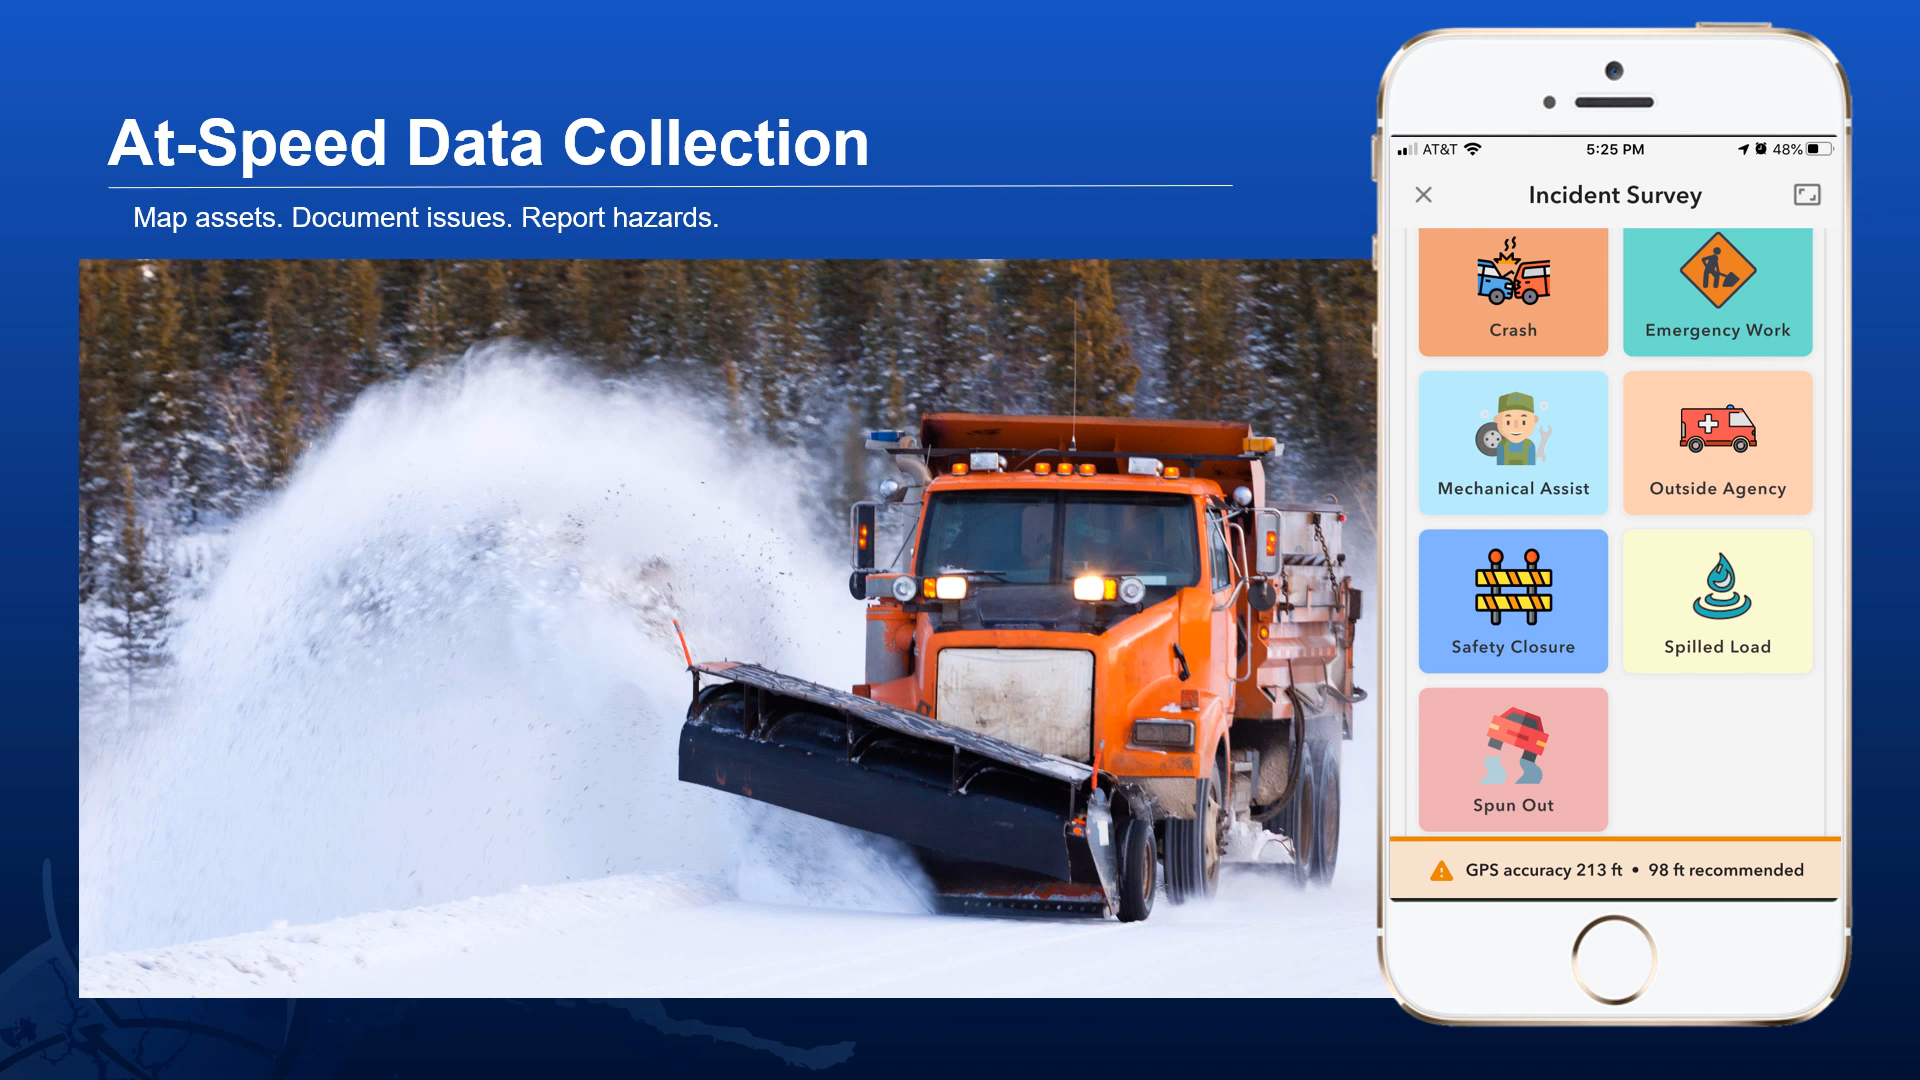 At-Speed Data Collection
Map assets. Document issues. Report hazards.
AT&T 5:25 PM 48%
Incident Survey
Crash
Emergency Work
Mechanical Assist
Outside Agency
Safety Closure
Spilled Load
Spun Out
GPS accuracy 213 ft • 98 ft recommended